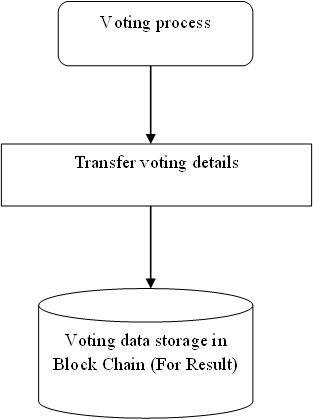 Voting process
Transfer voting details
Voting data storage in
Block Chain (For Result)